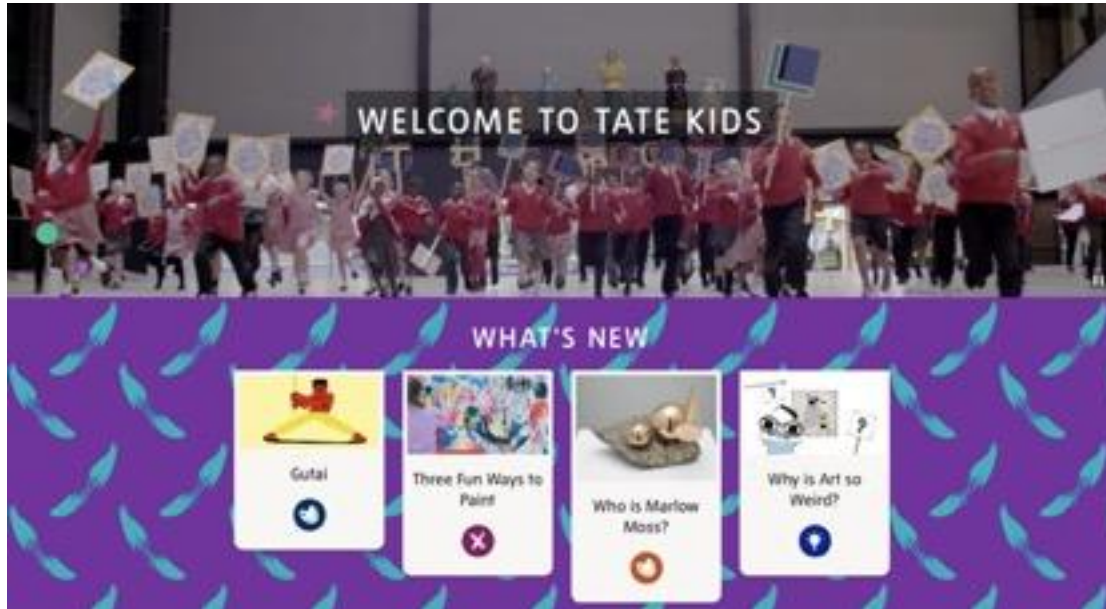 WELCOME TO TATE KIDS
WHAT'S NEW
Gutai
Three Fun Ways to
Paint
Who is Marlow
Moss?
Why is Art so
Weird?
?